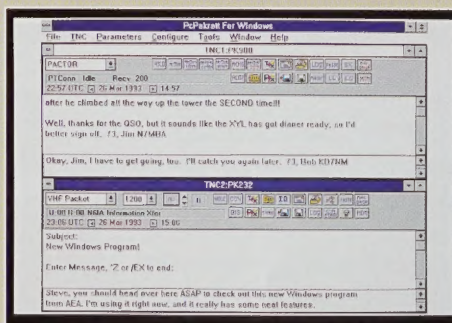 PcPakratt For Windows
File TNC Parameters Configure Tools Window Help
TNC1:PK900
PACTOR
PTConn Idle Recv 200
22:57 UTC 26 Mar 1993 14:57
after he climbed all the way up the tower the SECOND time!!!
Well, thanks for the QSO, but it sounds like the XYL has got dinner ready, so I'd
better sign off. 73, Jim N7MBA
Okay, Jim, I have to get going, too. I'll catch you again later. 73, Bob KD7NM
TNC2:PK232
VHF Packet 1200
Information Xfer
23:06 UTC 26 Mar 1993 15:06
Subject:
New Windows Program!
Enter Message, ^Z or /EX to end:
Steve, you should head over here ASAP to check out this new Windows program
from AEA. I'm using it right now, and it really has some neat features.